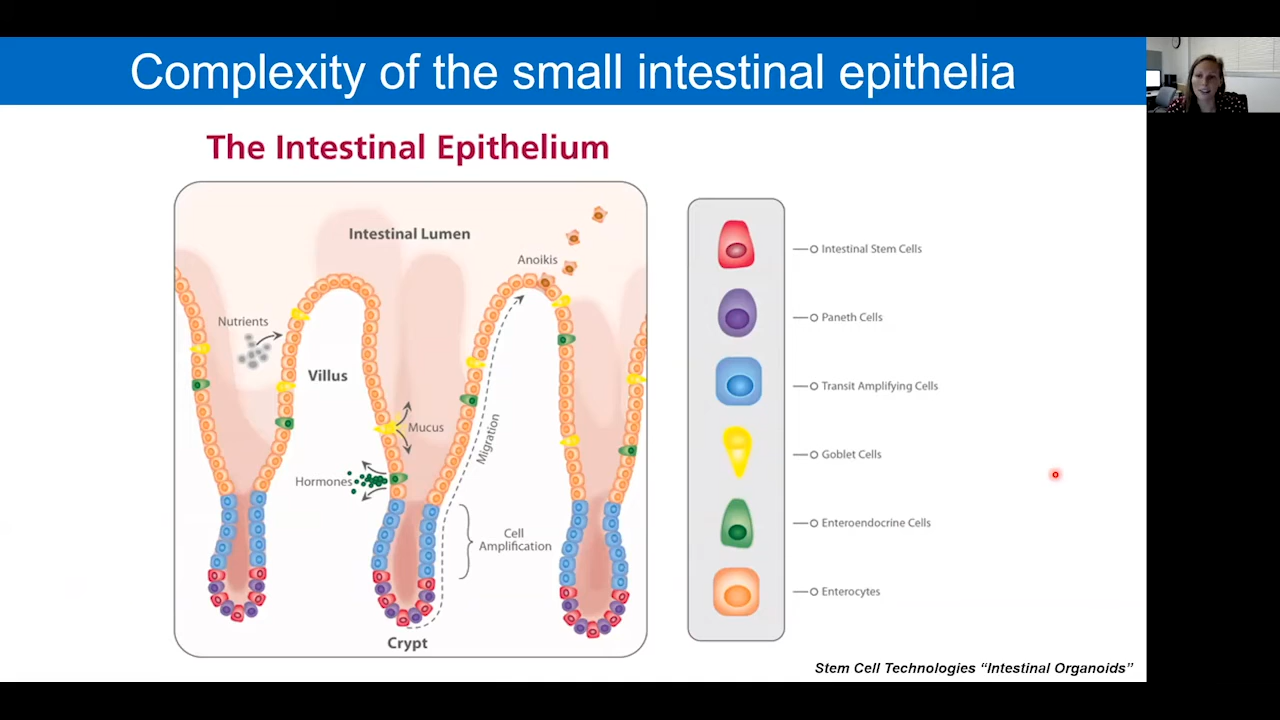 Complexity of the small intestinal epithelia
The Intestinal Epithelium
Intestinal Lumen
Anoikis
Nutrients
Villus
Mucus
Migration
Hormones
Cell
Amplification
Crypt
Intestinal Stem Cells
Paneth Cells
Transit Amplifying Cells
Goblet Cells
Enteroendocrine Cells
Enterocytes
Stem Cell Technologies “Intestinal Organoids”